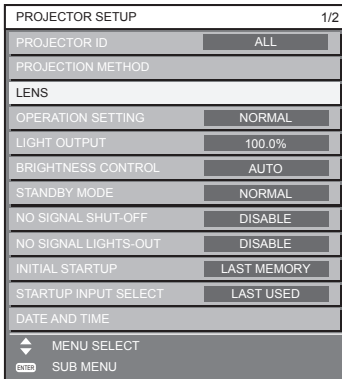 PROJECTOR SETUP 1/2
PROJECTOR ID ALL
PROJECTION METHOD
LENS
OPERATION SETTING NORMAL
LIGHT OUTPUT 100.0%
BRIGHTNESS CONTROL AUTO
STANDBY MODE NORMAL
NO SIGNAL SHUT-OFF DISABLE
NO SIGNAL LIGHTS-OUT DISABLE
INITIAL STARTUP LAST MEMORY
STARTUP INPUT SELECT LAST USED
DATE AND TIME
MENU SELECT
ENTER SUB MENU